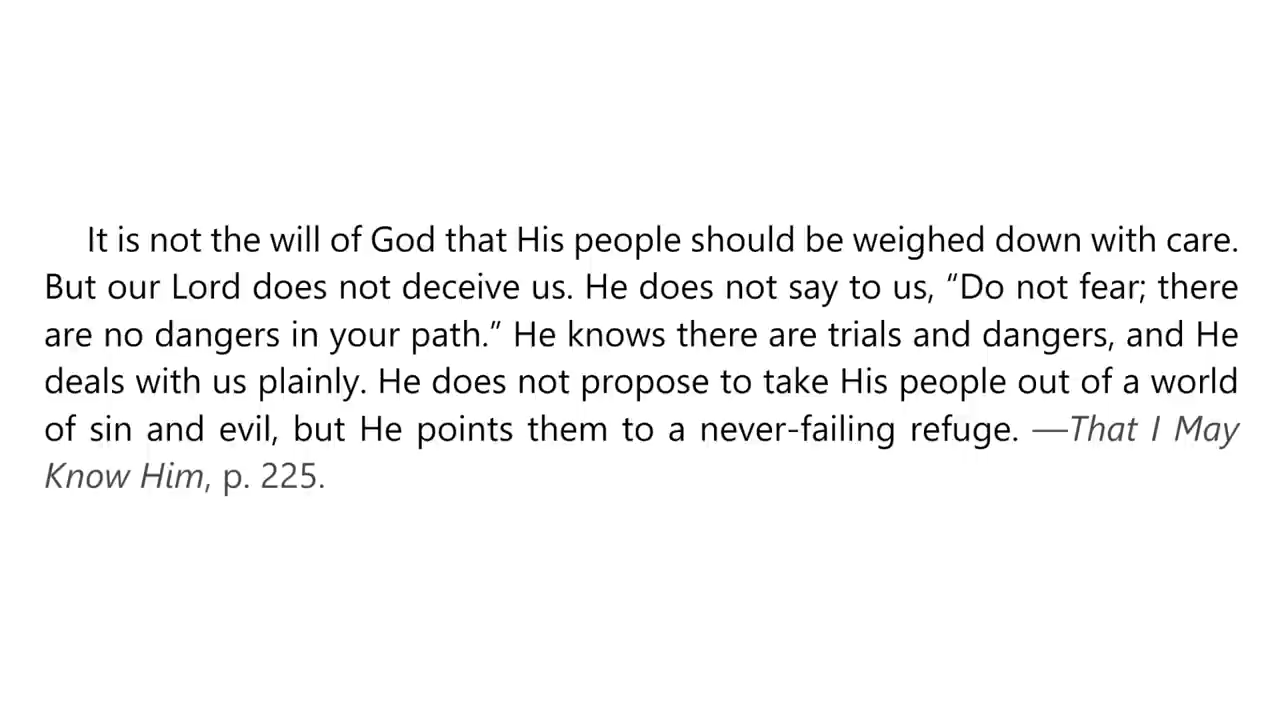 It is not the will of God that His people should be weighed down with care.
But our Lord does not deceive us. He does not say to us, “Do not fear; there
are no dangers in your path.” He knows there are trials and dangers, and He
deals with us plainly. He does not propose to take His people out of a world
of sin and evil, but He points them to a never-failing refuge. —That I May
Know Him, p. 225.